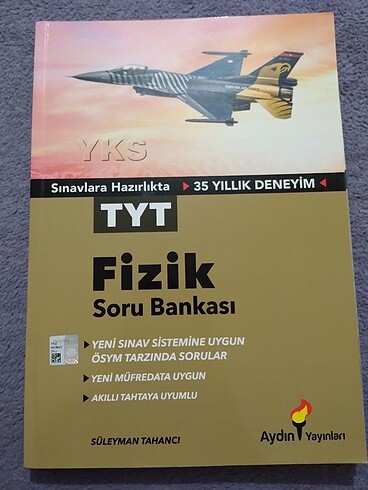 YKS
Sınavlara Hazırlıkta 35 YILLIK DENEYİM
TYT
Fizik
Soru Bankası
YENİ SINAV SİSTEMİNE UYGUN
ÖSYM TARZINDA SORULAR
YENİ MÜFREDATA UYGUN
AKILLI TAHTAYA UYUMLU
SÜLEYMAN TAHANCI
Aydın Yayınları